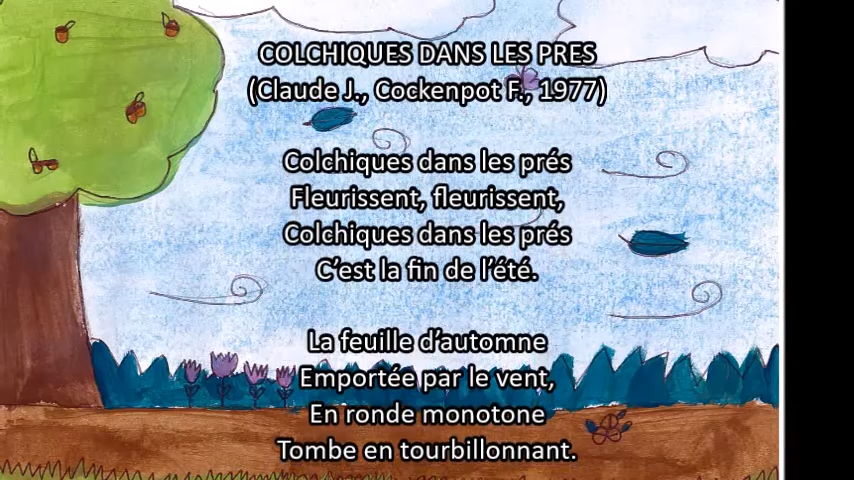 COLCHIQUES DANS LES PRES
(Claude J., Cockenpot F., 1977)
Colchiques dans les prés
Fleurissent, fleurissent,
Colchiques dans les prés
C'est la fin de l'été.
La feuille d'automne
Emportée par le vent,
En ronde monotone
Tombe en tourbillonnant.